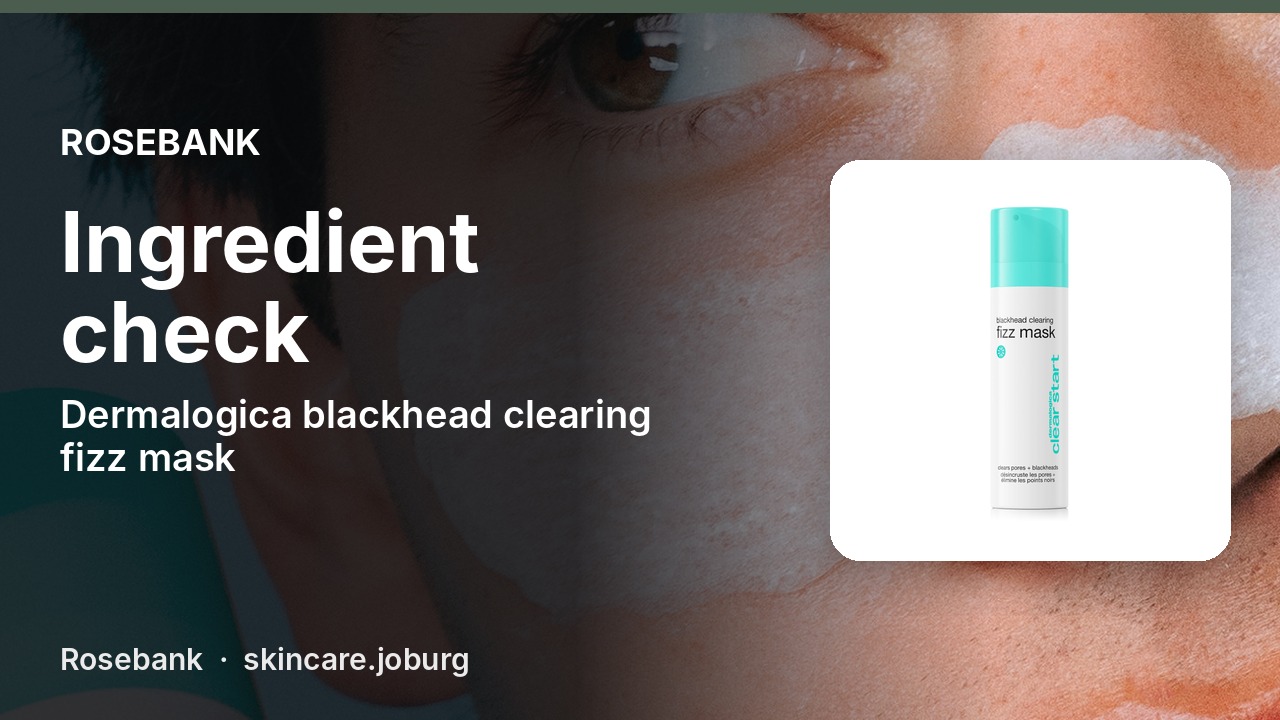 ROSEBANK
Ingredient
check
Dermalogica blackhead clearing
fizz mask
Rosebank · skincare.joburg
blackhead clearing
fizz mask
dermalogica
clear start
clears pores + blackheads
désincruste les pores +
élimine les points noirs